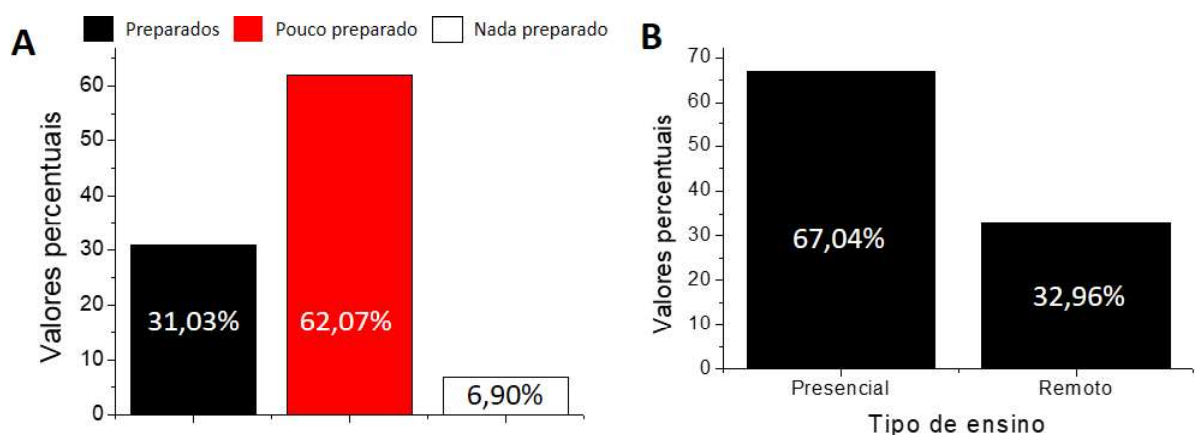 A
Preparados Pouco preparado Nada preparado
Valores percentuais
60
50
40
30
20
10
0
31,03%
62,07%
6,90%
B
Valores percentuais
70
60
50
40
30
20
10
0
67,04%
32,96%
Presencial Remoto
Tipo de ensino